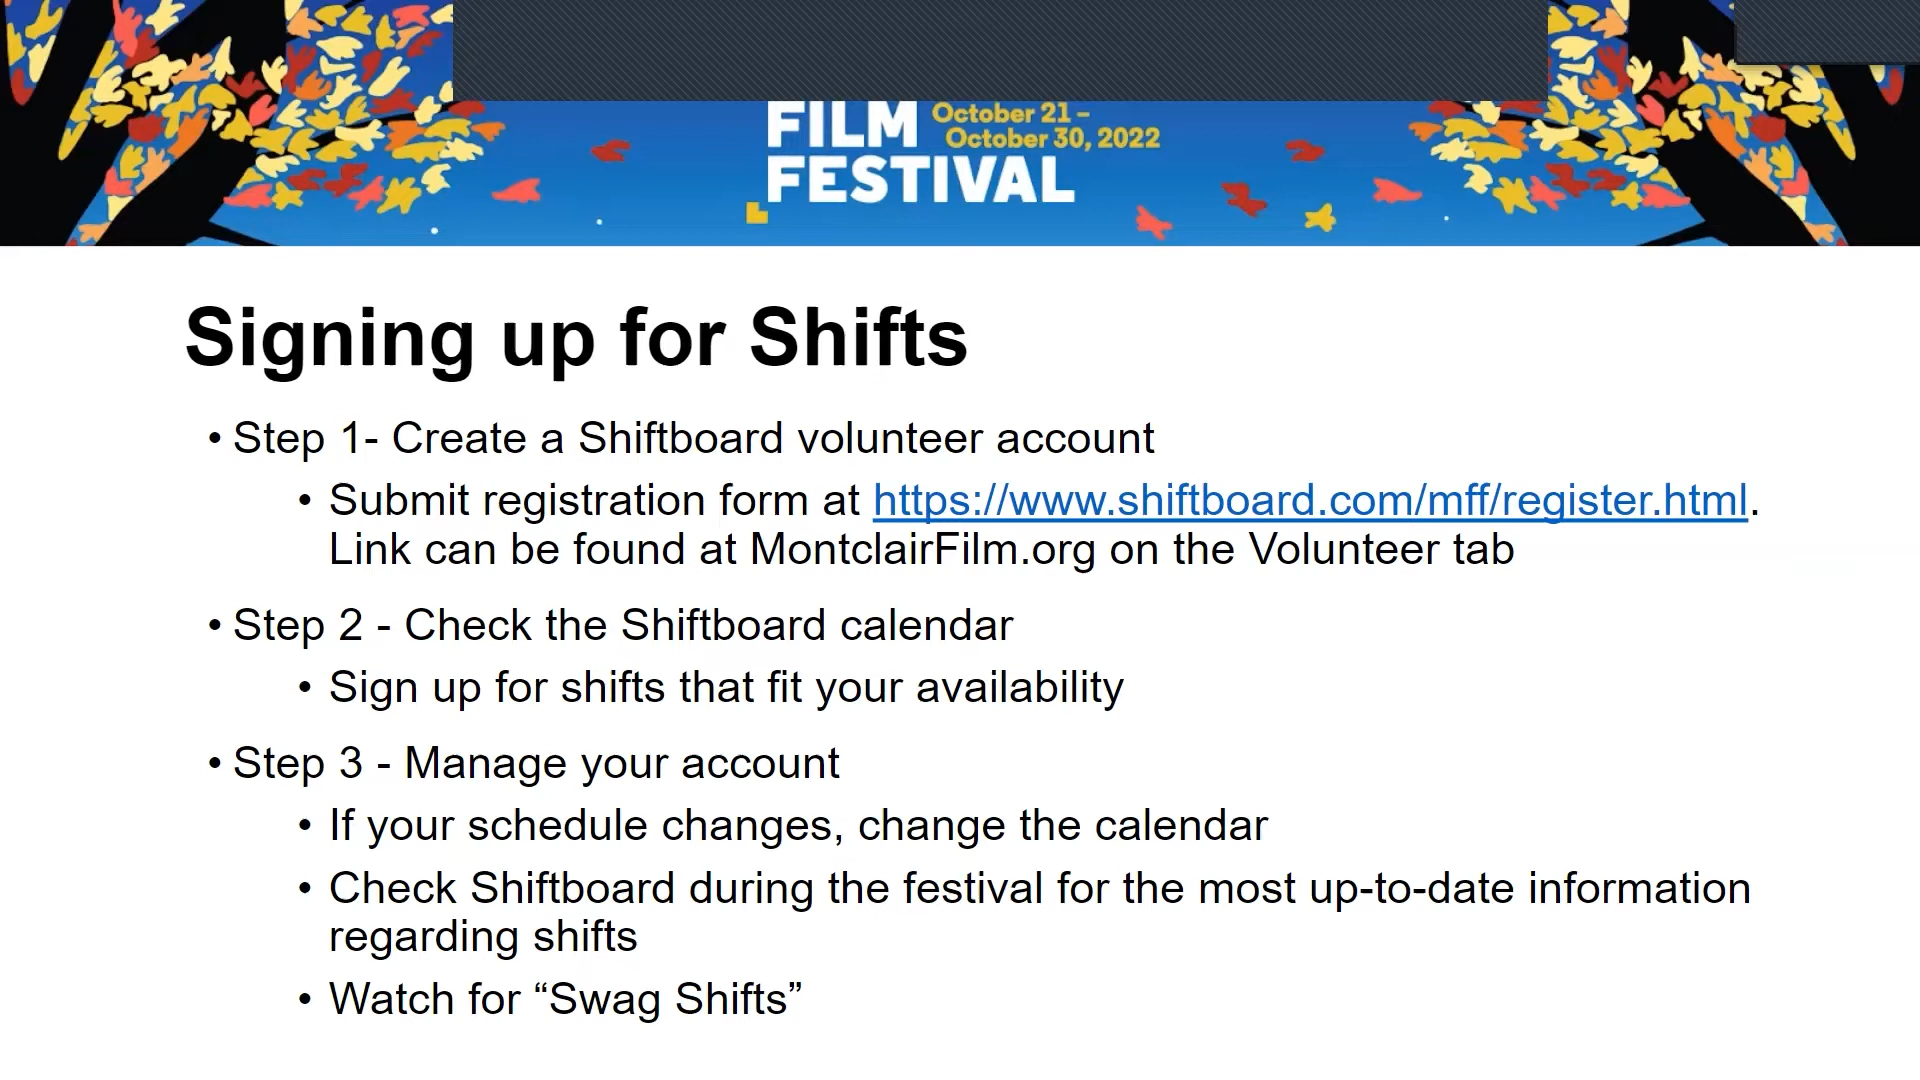 FILM October 21 –
October 30, 2022
FESTIVAL
Signing up for Shifts
• Step 1- Create a Shiftboard volunteer account
• Submit registration form at https://www.shiftboard.com/mff/register.html.
Link can be found at MontclairFilm.org on the Volunteer tab
• Step 2 - Check the Shiftboard calendar
• Sign up for shifts that fit your availability
• Step 3 - Manage your account
• If your schedule changes, change the calendar
• Check Shiftboard during the festival for the most up-to-date information
regarding shifts
• Watch for “Swag Shifts”